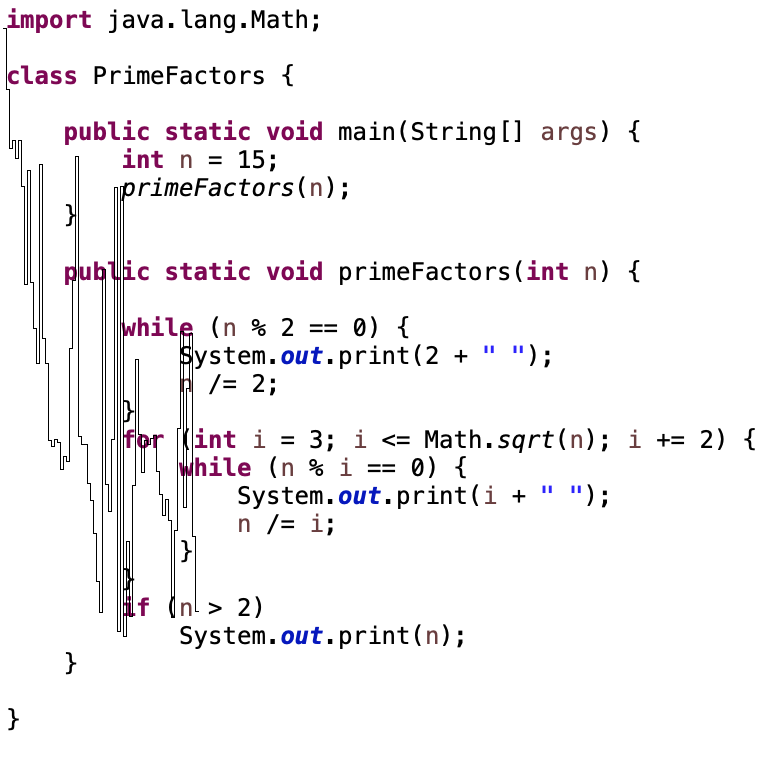 import java.lang.Math;
class PrimeFactors {
public static void main(String[] args) {
int n = 15;
primeFactors(n);
}
public static void primeFactors(int n) {
while (n % 2 == 0) {
System.out.print(2 + " ");
n /= 2;
}
for (int i = 3; i <= Math.sqrt(n); i += 2) {
while (n % i == 0) {
System.out.print(i + " ");
n /= i;
}
}
if (n > 2)
System.out.print(n);
}
}